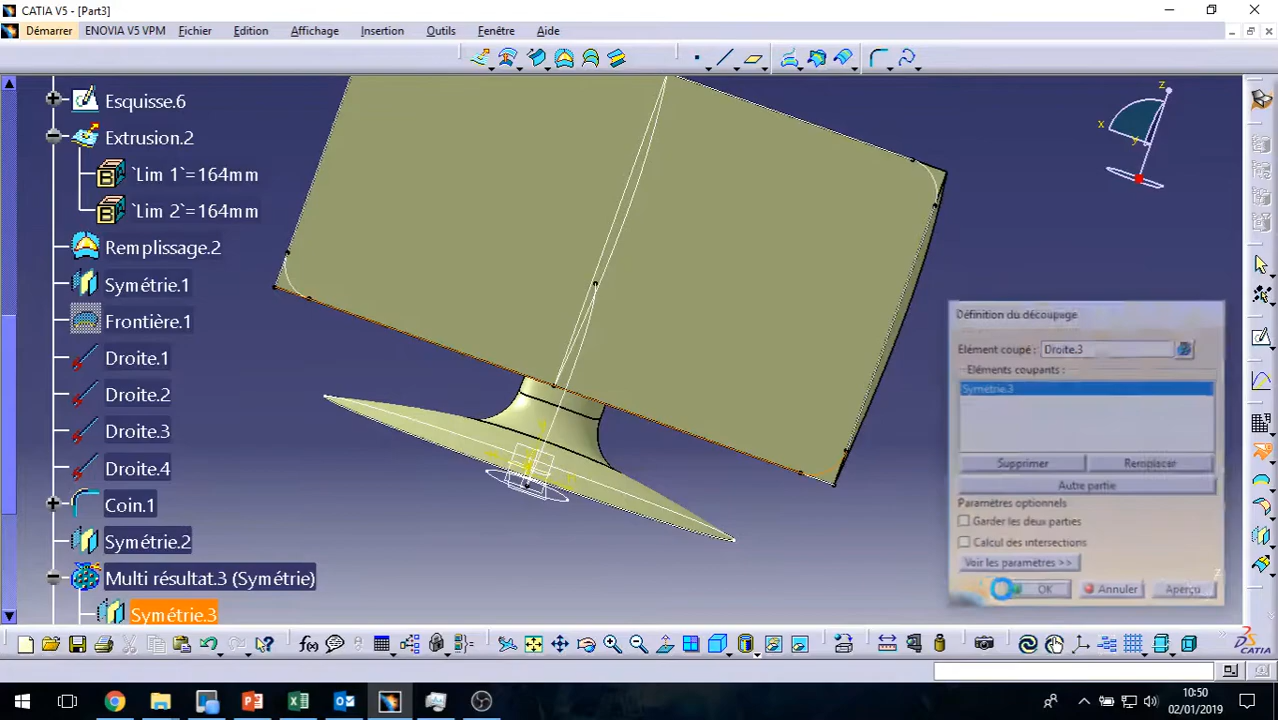 CATIA V5 - [Part3]
Démarrer ENOVIA V5 VPM Fichier Edition Affichage Insertion Outils Fenêtre Aide
Esquisse.6
Extrusion.2
`Lim 1`=164mm
`Lim 2`=164mm
Remplissage.2
Symétrie.1
Frontière.1
Droite.1
Droite.2
Droite.3
Droite.4
Coin.1
Symétrie.2
Multi résultat.3 (Symétrie)
Symétrie.3
z
x
y
Définition du découpage
Elément coupé : Droite.3
Eléments coupants :
Symétrie.3
Supprimer Remplacer
Autre partie
Paramètres optionnels
Garder les deux parties
Calcul des intersections
Voir les paramètres >>
OK Annuler Aperçu
f(x)
CATIA
10:50
02/01/2019